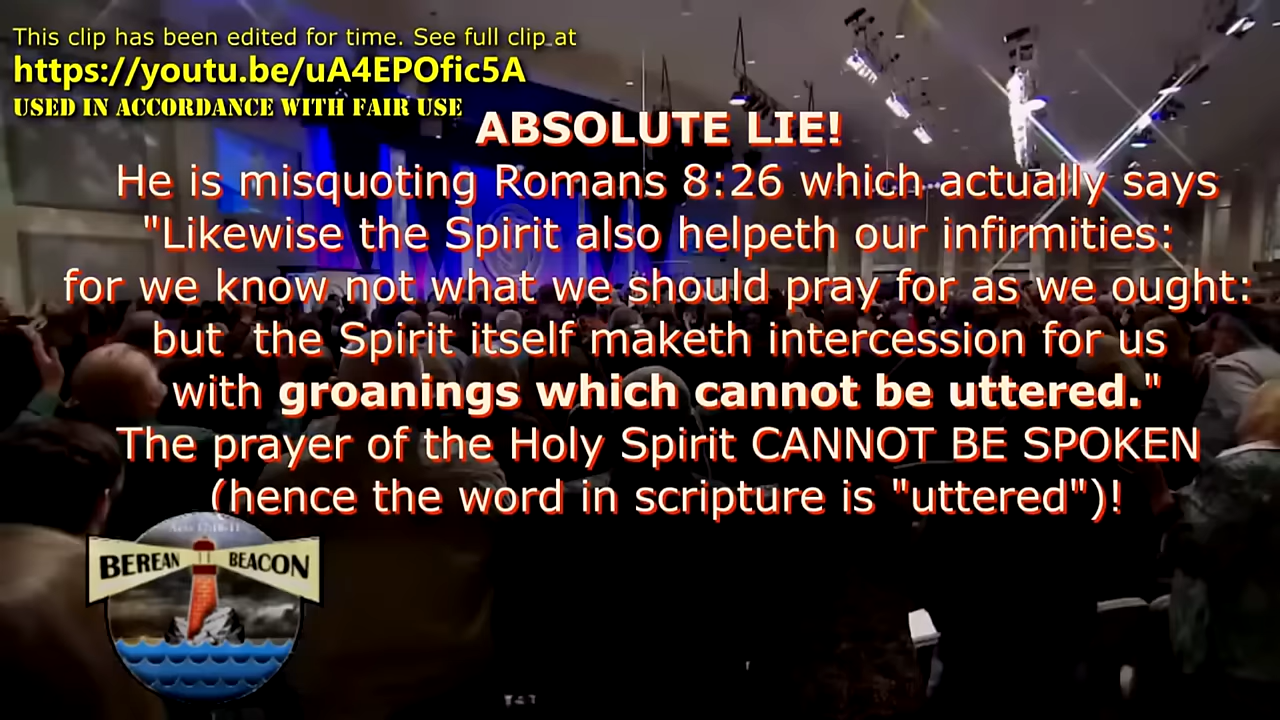 This clip has been edited for time. See full clip at
https://youtu.be/uA4EPOfic5A
USED IN ACCORDANCE WITH FAIR USE
ABSOLUTE LIE!
He is misquoting Romans 8:26 which actually says
"Likewise the Spirit also helpeth our infirmities:
for we know not what we should pray for as we ought:
but the Spirit itself maketh intercession for us
with groanings which cannot be uttered."
The prayer of the Holy Spirit CANNOT BE SPOKEN
(hence the word in scripture is "uttered")!
BEREAN BEACON